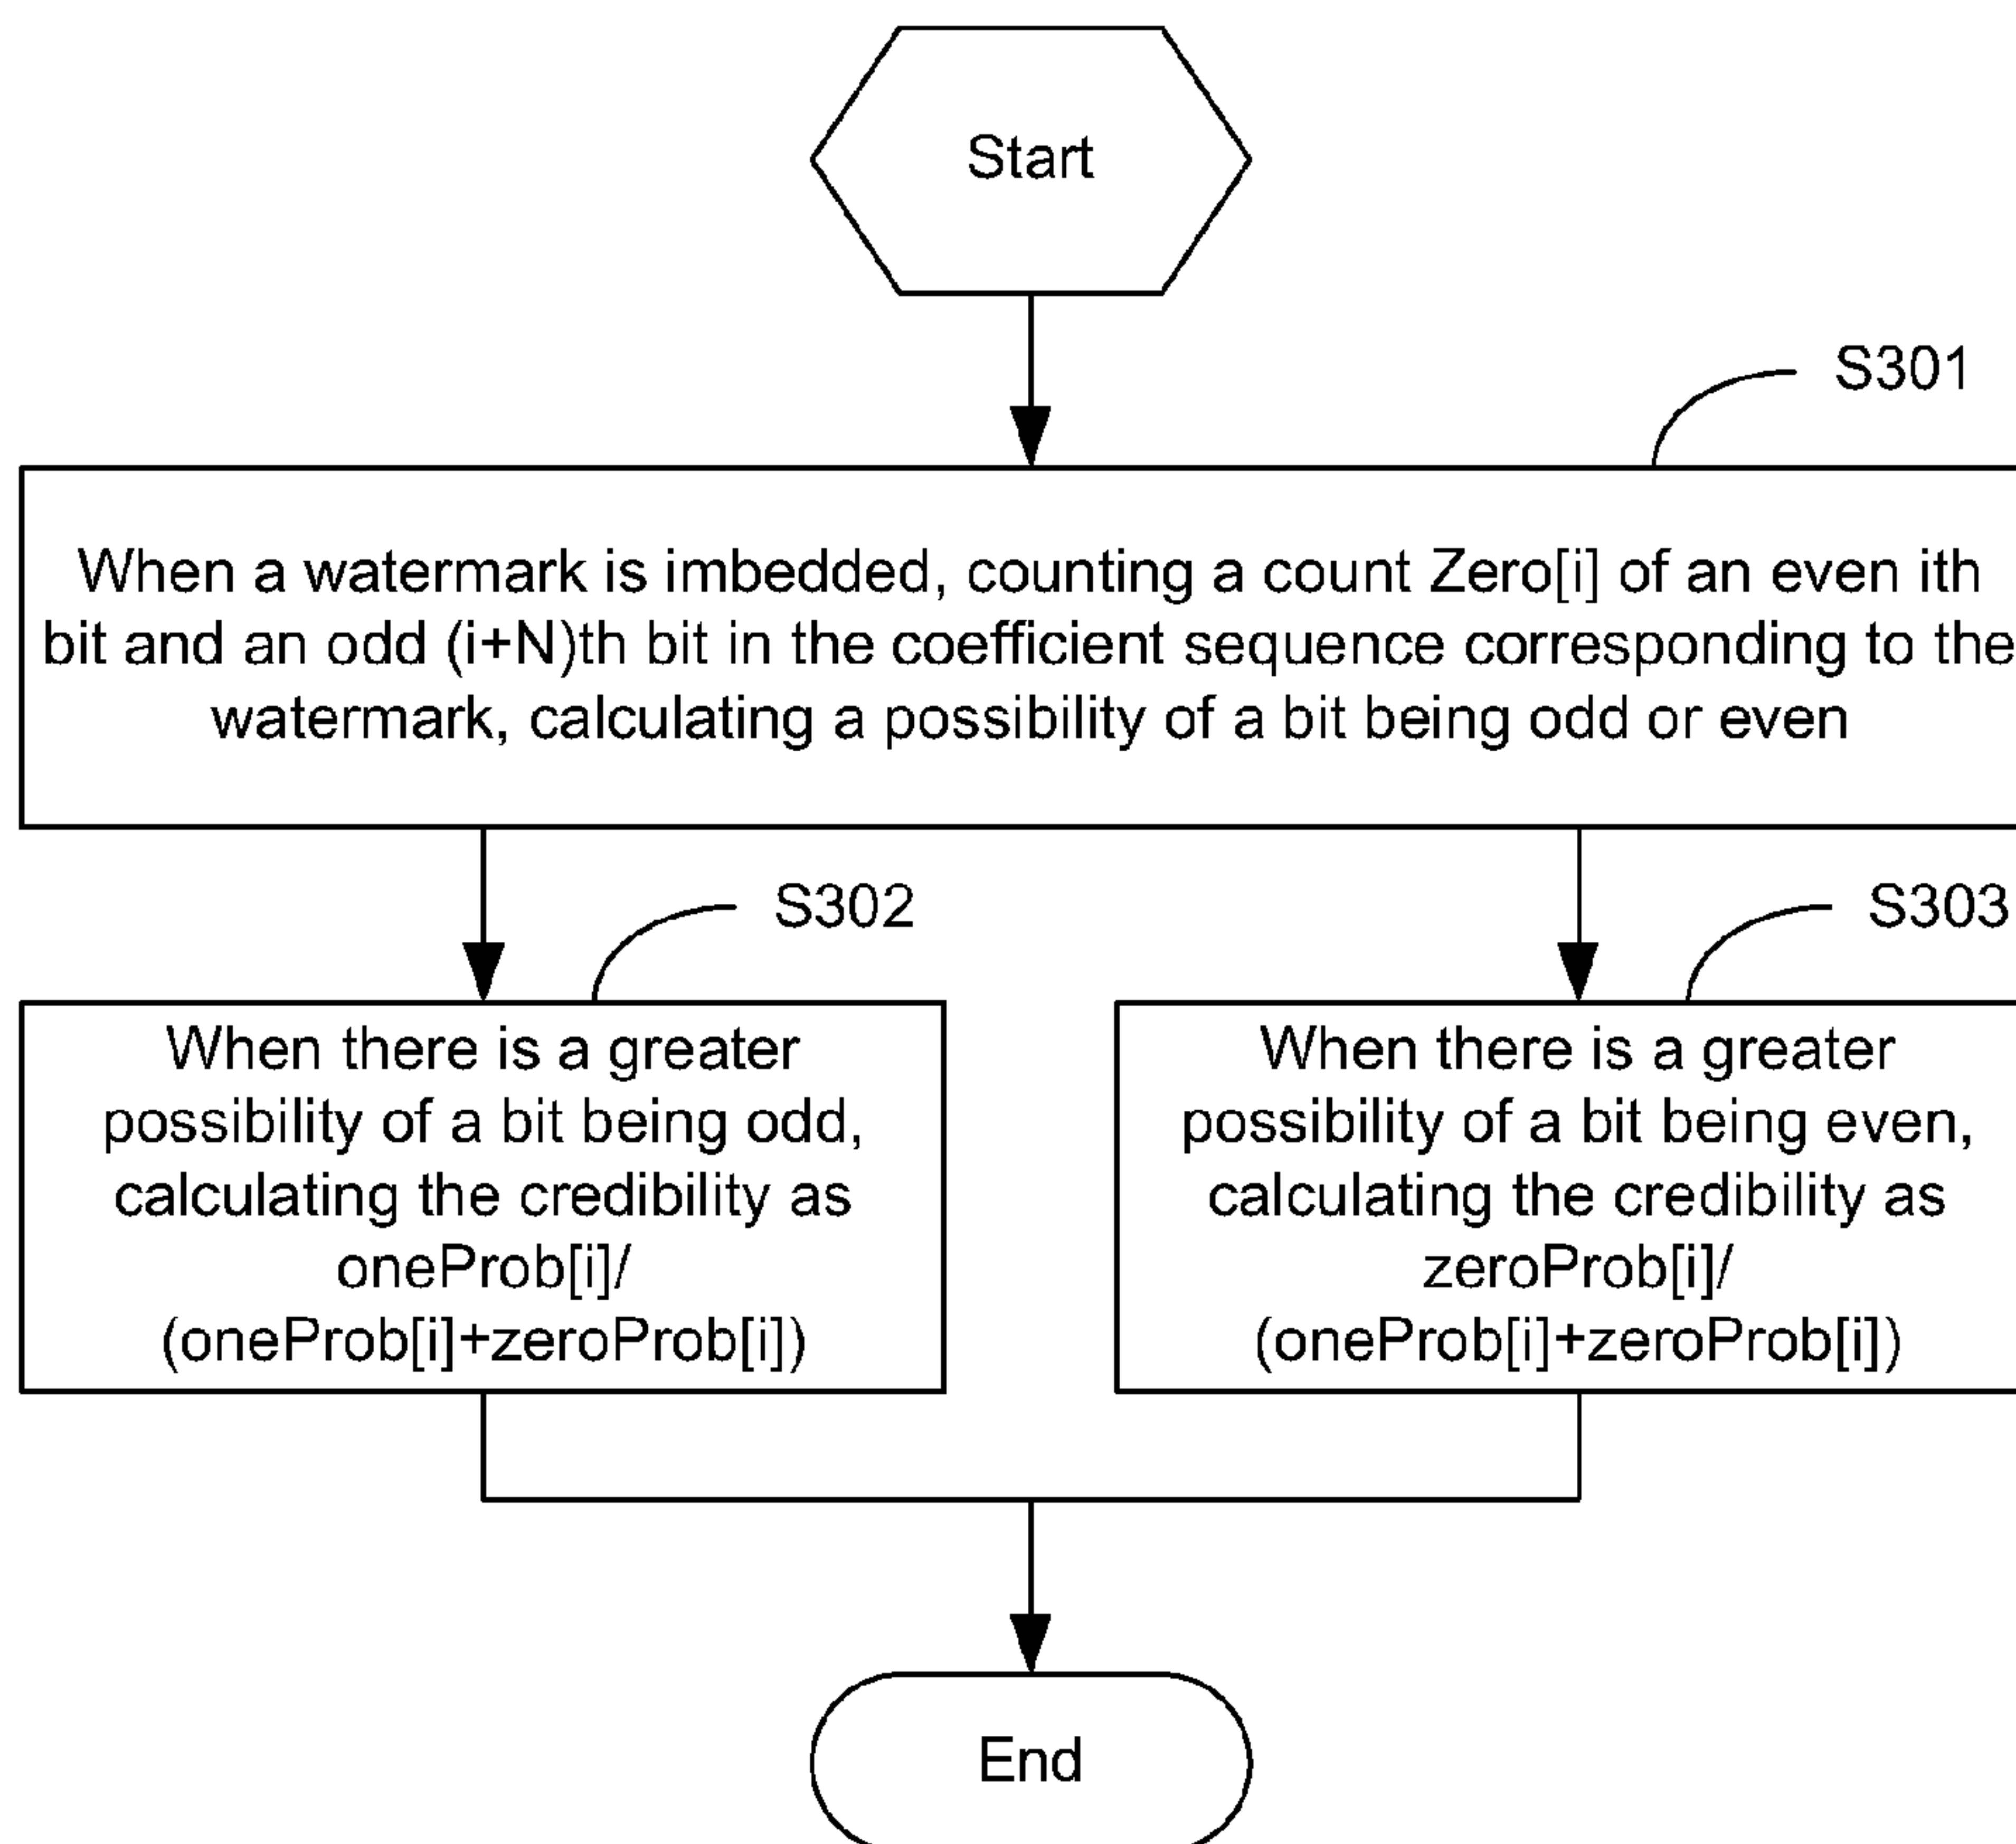 Start
S301
When a watermark is imbedded, counting a count Zero[i] of an even ith
bit and an odd (i+N)th bit in the coefficient sequence corresponding to the
watermark, calculating a possibility of a bit being odd or even
S302
When there is a greater
possibility of a bit being odd,
calculating the credibility as
oneProb[i]/
(oneProb[i]+zeroProb[i])
S303
When there is a greater
possibility of a bit being even,
calculating the credibility as
zeroProb[i]/
(oneProb[i]+zeroProb[i])
End